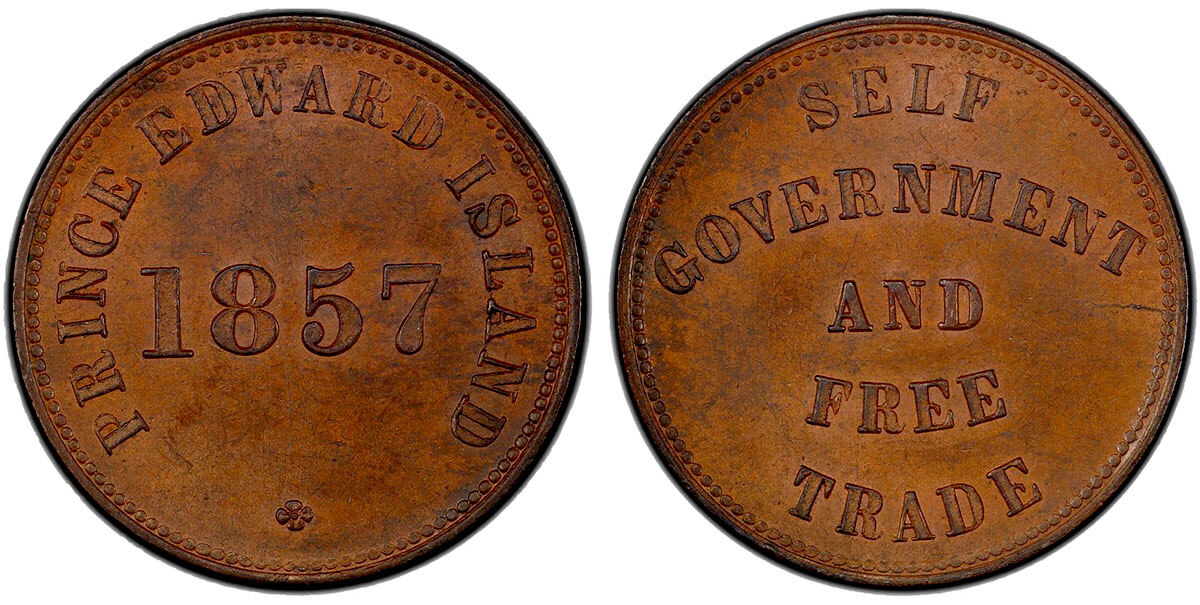 PRINCE EDWARD ISLAND
1857
SELF
GOVERNMENT
AND
FREE
TRADE